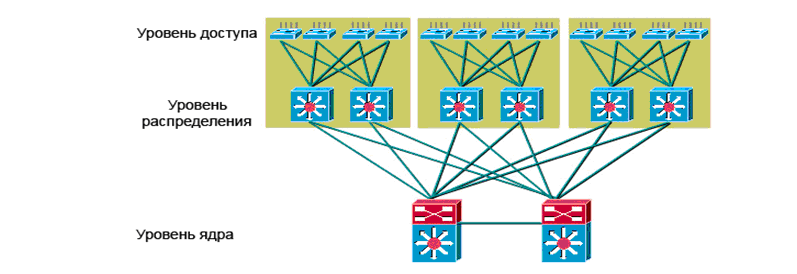 Уровень доступа
Уровень
распределения
Уровень ядра